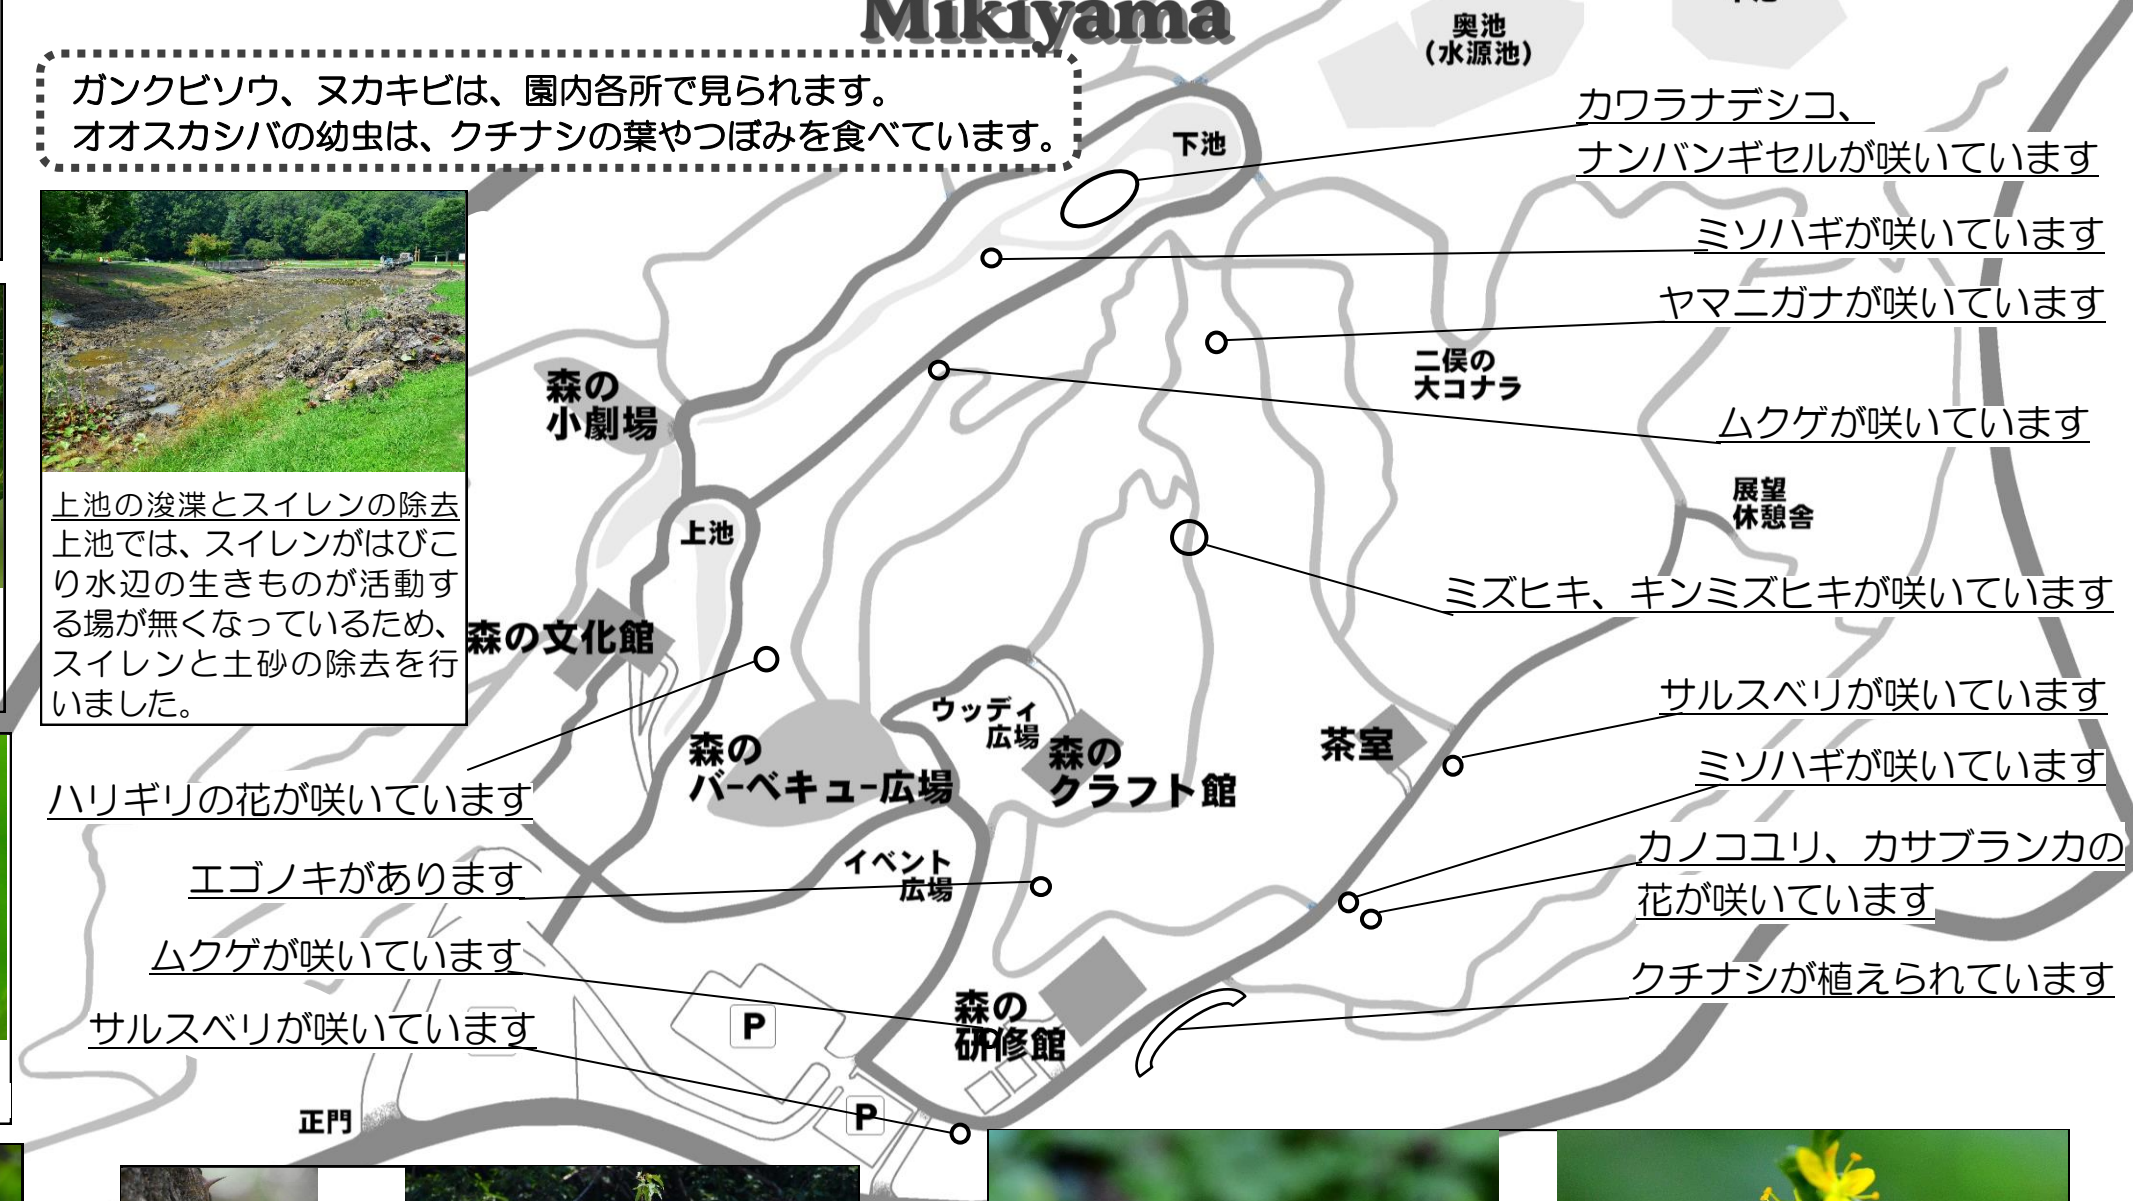 Mikiyama
ガンクビソウ、ヌカキビは、園内各所で見られます。
オオスカシバの幼虫は、クチナシの葉やつぼみを食べています。
奥池
(水源池)
下池
カワラナデシコ、
ナンバンギセルが咲いています
ミソハギが咲いています
ヤマニガナが咲いています
二俣の
大コナラ
ムクゲが咲いています
森の
小劇場
展望
休憩舎
上池
上池の浚渫とスイレンの除去
上池では、スイレンがはびこ
り水辺の生きものが活動す
る場が無くなっているため、
スイレンと土砂の除去を行
いました。
ミズヒキ、キンミズヒキが咲いています
森の文化館
サルスベリが咲いています
ウッディ
広場
森の
クラフト館
茶室
森の
バーベキュー広場
ミソハギが咲いています
ハリギリの花が咲いています
カノコユリ、カサブランカの
花が咲いています
イベント
広場
エゴノキがあります
ムクゲが咲いています
クチナシが植えられています
サルスベリが咲いています
P
森の
研修館
P
正門